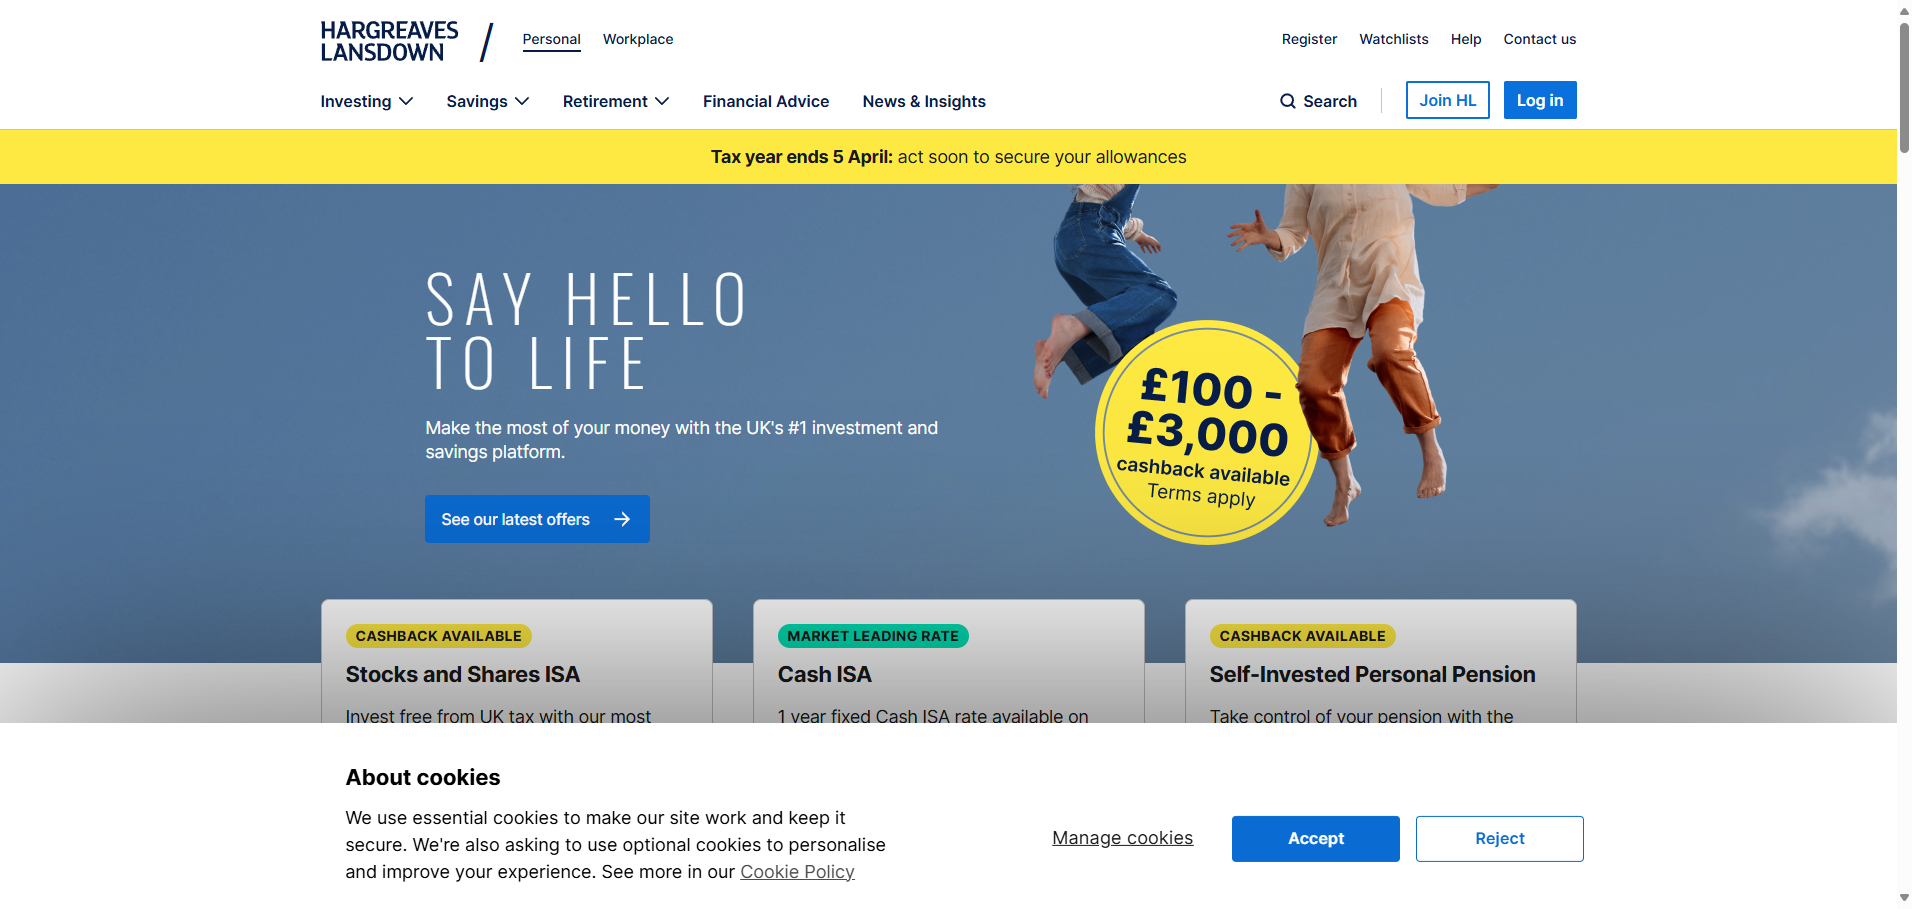 HARGREAVES
LANSDOWN
Personal
Workplace
Register
Watchlists
Help
Contact us
Investing
Savings
Retirement
Financial Advice
News & Insights
Search
Join HL
Log in
Tax year ends 5 April: act soon to secure your allowances
SAY HELLO
TO LIFE
Make the most of your money with the UK's #1 investment and
savings platform.
See our latest offers
£100 -
£3,000
cashback available
Terms apply
CASHBACK AVAILABLE
Stocks and Shares ISA
Invest free from UK tax with our most
MARKET LEADING RATE
Cash ISA
1 year fixed Cash ISA rate available on
CASHBACK AVAILABLE
Self-Invested Personal Pension
Take control of your pension with the
About cookies
We use essential cookies to make our site work and keep it
secure. We're also asking to use optional cookies to personalise
and improve your experience. See more in our Cookie Policy
Manage cookies
Accept
Reject